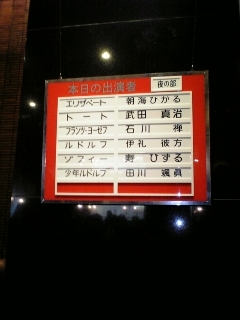 本日の出演者 夜の部
エリザベート 朝海ひかる
トート 武田真治
フランツ・ヨーゼフ 石川禅
ルドルフ 伊礼彼方
ゾフィー 寿ひずる
少年ルドルフ 田川颯眞